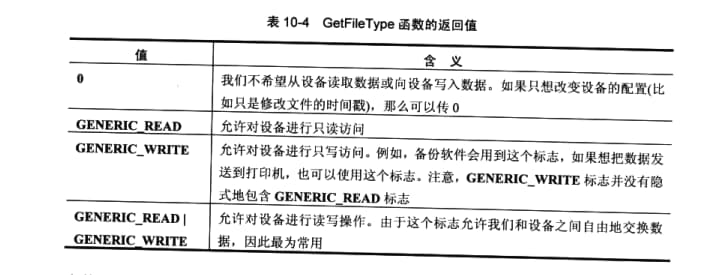 表 10-4 GetFileType 函数的返回值
值 含 义
0 我们不希望从设备读取数据或向设备写入数据。如果只想改变设备的配置(比
如只是修改文件的时间戳)，那么可以传 0
GENERIC_READ 允许对设备进行只读访问
GENERIC_WRITE 允许对设备进行只写访问。例如，备份软件会用到这个标志，如果想把数据发
送到打印机，也可以使用这个标志。注意，GENERIC_WRITE 标志并没有隐
式地包含 GENERIC_READ 标志
GENERIC_READ | 允许对设备进行读写操作。由于这个标志允许我们和设备之间自由地交换数
GENERIC_WRITE 据，因此最为常用